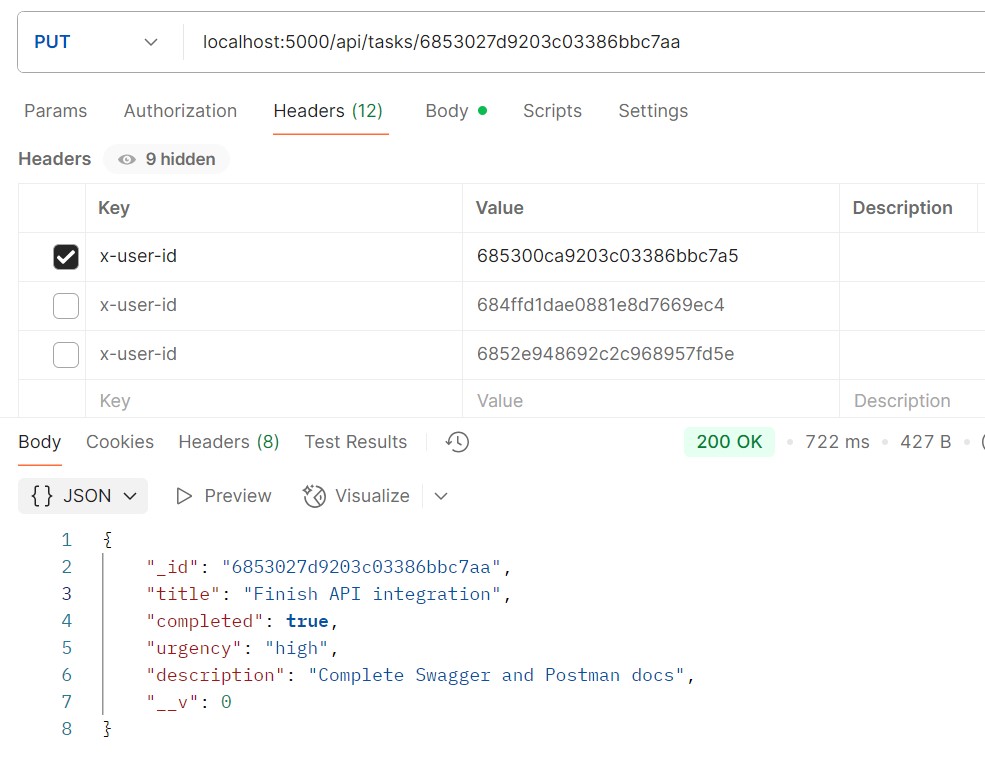 PUT localhost:5000/api/tasks/6853027d9203c03386bbc7aa
Params Authorization Headers (12) Body Scripts Settings
Headers 9 hidden
Key Value Description
x-user-id 685300ca9203c03386bbc7a5
x-user-id 684ffd1dae0881e8d7669ec4
x-user-id 6852e948692c2c968957fd5e
Key Value Description
Body Cookies Headers (8) Test Results 200 OK 722 ms 427 B
{} JSON Preview Visualize
1 {
2 "_id": "6853027d9203c03386bbc7aa",
3 "title": "Finish API integration",
4 "completed": true,
5 "urgency": "high",
6 "description": "Complete Swagger and Postman docs",
7 "__v": 0
8 }